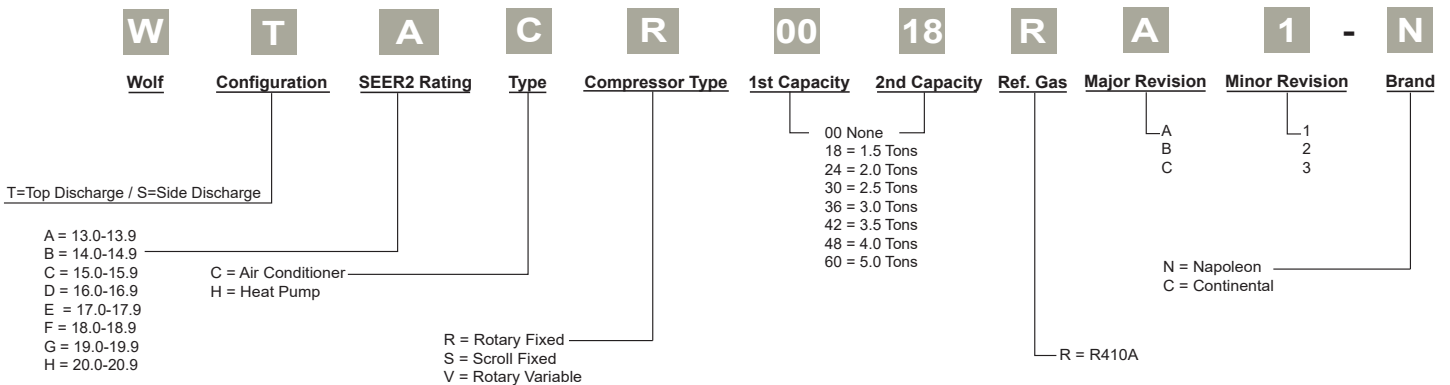 W T A C R 00 18 R A 1 - N
Wolf Configuration SEER2 Rating Type Compressor Type 1st Capacity 2nd Capacity Ref. Gas Major Revision Minor Revision Brand
T=Top Discharge / S=Side Discharge
A = 13.0-13.9
B = 14.0-14.9
C = 15.0-15.9
D = 16.0-16.9
E = 17.0-17.9
F = 18.0-18.9
G = 19.0-19.9
H = 20.0-20.9
C = Air Conditioner
H = Heat Pump
R = Rotary Fixed
S = Scroll Fixed
V = Rotary Variable
00 None
18 = 1.5 Tons
24 = 2.0 Tons
30 = 2.5 Tons
36 = 3.0 Tons
42 = 3.5 Tons
48 = 4.0 Tons
60 = 5.0 Tons
R = R410A
A
B
C
1
2
3
N = Napoleon
C = Continental